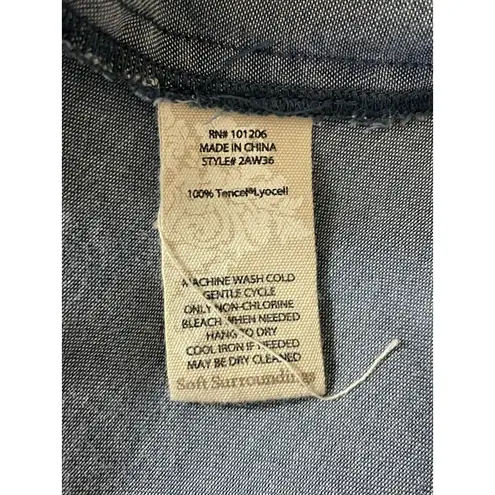 RN# 101206
MADE IN CHINA
STYLE# 2AW36
100% Tencel®Lyocell
MACHINE WASH COLD
GENTLE CYCLE
ONLY NON-CHLORINE
BLEACH WHEN NEEDED
HANG TO DRY
COOL IRON IF NEEDED
MAY BE DRY CLEANED
Soft Surroundings